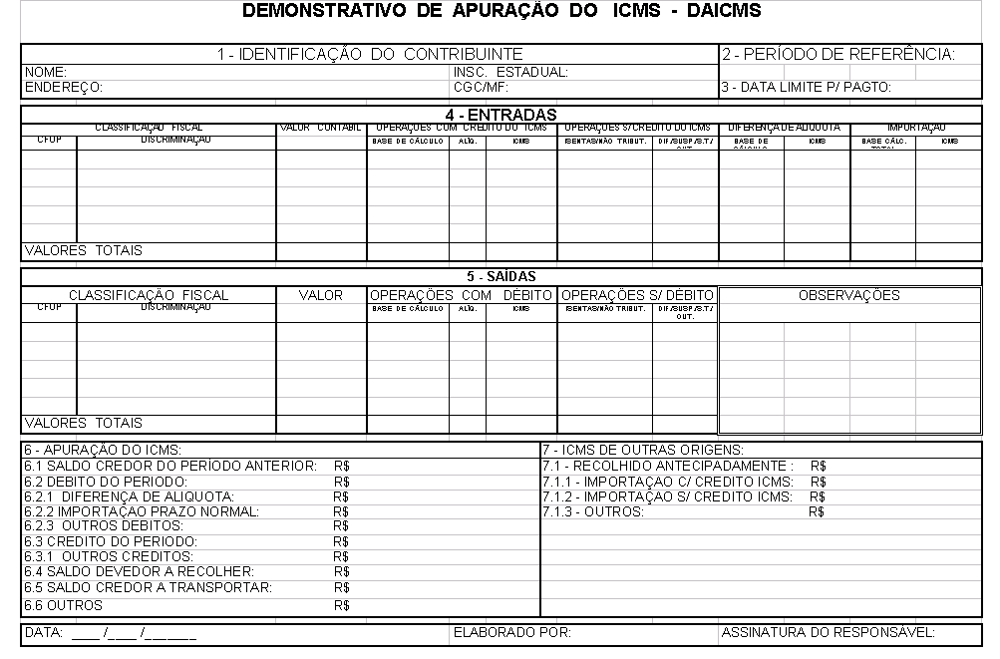 DEMONSTRATIVO DE APURAÇÃO DO ICMS - DAICMS
1 - IDENTIFICAÇÃO DO CONTRIBUINTE
2 - PERÍODO DE REFERÊNCIA:
NOME:
INSC. ESTADUAL:
ENDEREÇO:
CGC/MF:
3 - DATA LIMITE P/ PAGTO:
4 - ENTRADAS
CLASSIFICAÇÃO FISCAL
VALOR CONTÁBIL
OPERAÇÕES COM CRÉDITO DO ICMS
OPERAÇÕES S/CRÉDITO DO ICMS
DIFERENÇA DE ALÍQUOTA
IMPORTAÇÃO
CFOP
DISCRIMINAÇÃO
BASE DE CÁLCULO
ALÍQ.
ICMS
ISENTAS/NÃO TRIBUT.
DIF/SUSP/S.T/
OUT.
BASE DE
CÁLCULO
ICMS
BASE CÁLC.
TOTAL
ICMS
VALORES TOTAIS
5 - SAÍDAS
CLASSIFICAÇÃO FISCAL
VALOR
OPERAÇÕES COM DÉBITO
OPERAÇÕES S/ DÉBITO
OBSERVAÇÕES
CFOP
DISCRIMINAÇÃO
BASE DE CÁLCULO
ALÍQ.
ICMS
ISENTAS/NÃO TRIBUT.
DIF/SUSP/S.T/
OUT.
VALORES TOTAIS
6 - APURAÇÃO DO ICMS:
6.1 SALDO CREDOR DO PERÍODO ANTERIOR: R$
6.2 DEBITO DO PERIODO: R$
6.2.1 DIFERENÇA DE ALIQUOTA: R$
6.2.2 IMPORTAÇAO PRAZO NORMAL: R$
6.2.3 OUTROS DEBITOS: R$
6.3 CREDITO DO PERIODO: R$
6.3.1 OUTROS CREDITOS: R$
6.4 SALDO DEVEDOR A RECOLHER: R$
6.5 SALDO CREDOR A TRANSPORTAR: R$
6.6 OUTROS R$
7 - ICMS DE OUTRAS ORIGENS:
7.1 - RECOLHIDO ANTECIPADAMENTE : R$
7.1.1 - IMPORTAÇAO C/ CREDITO ICMS: R$
7.1.2 - IMPORTAÇAO S/ CREDITO ICMS: R$
7.1.3 - OUTROS: R$
DATA: ____ /____ /_______
ELABORADO POR:
ASSINATURA DO RESPONSÁVEL: